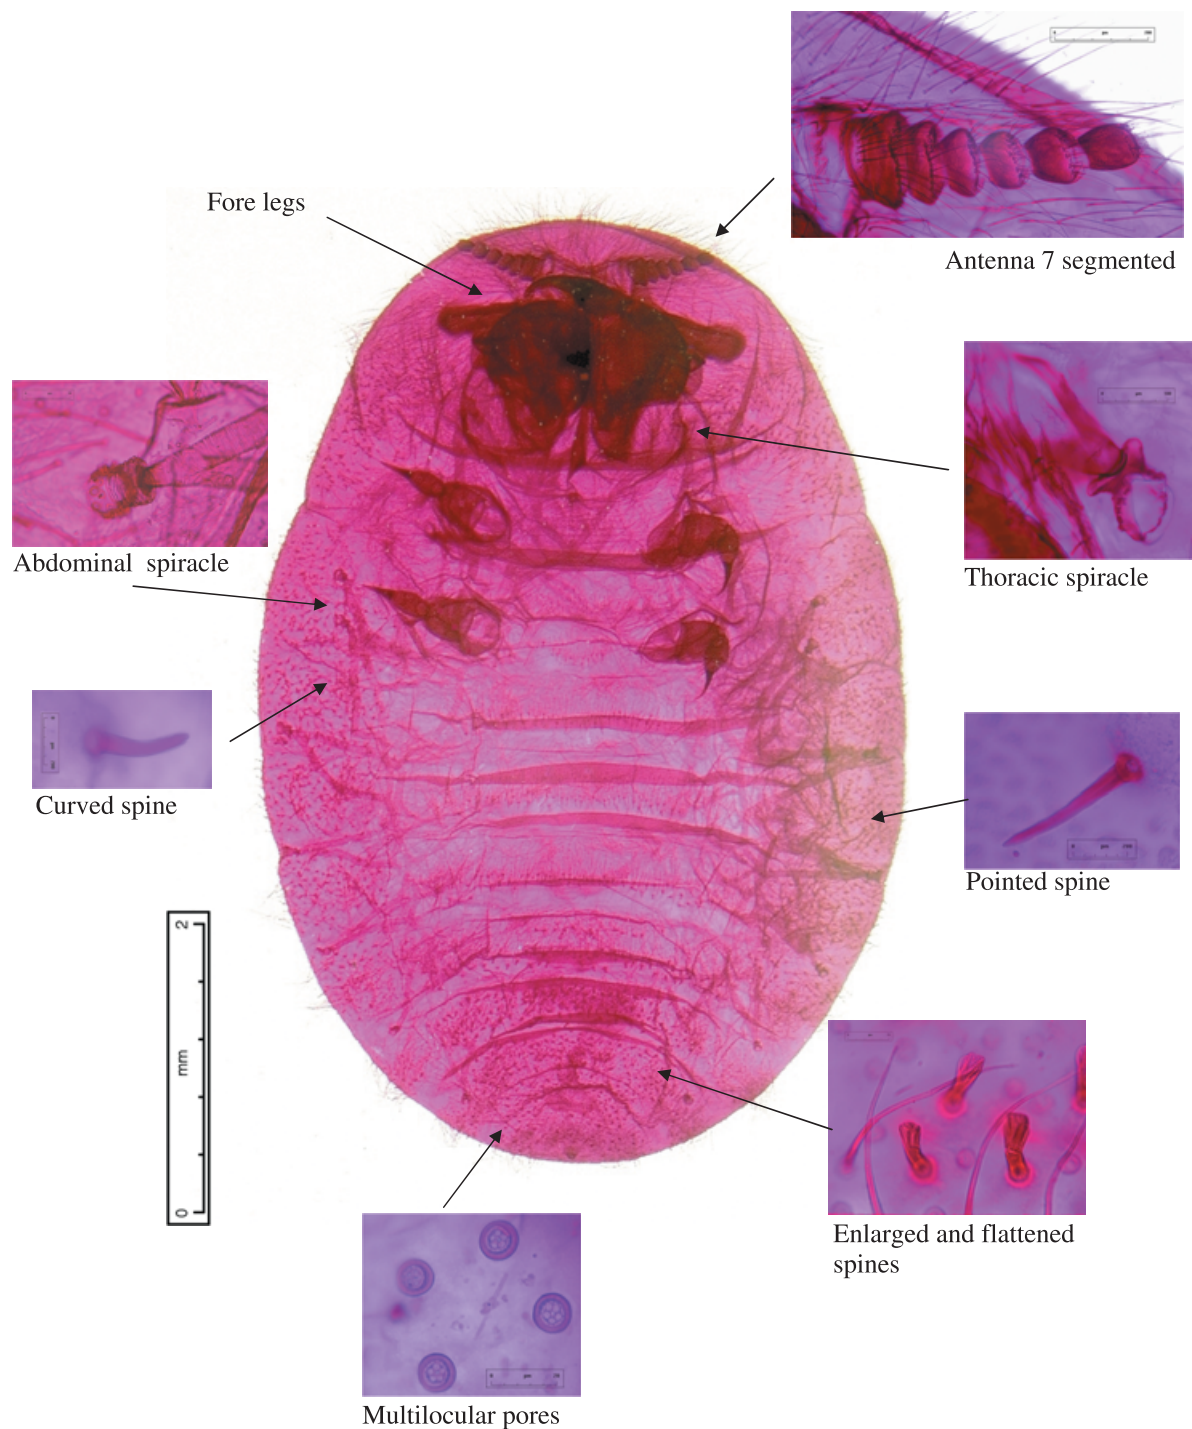 Fore legs
Antenna 7 segmented
Abdominal spiracle
Thoracic spiracle
Curved spine
Pointed spine
2
mm
0
Enlarged and flattened
spines
Multilocular pores